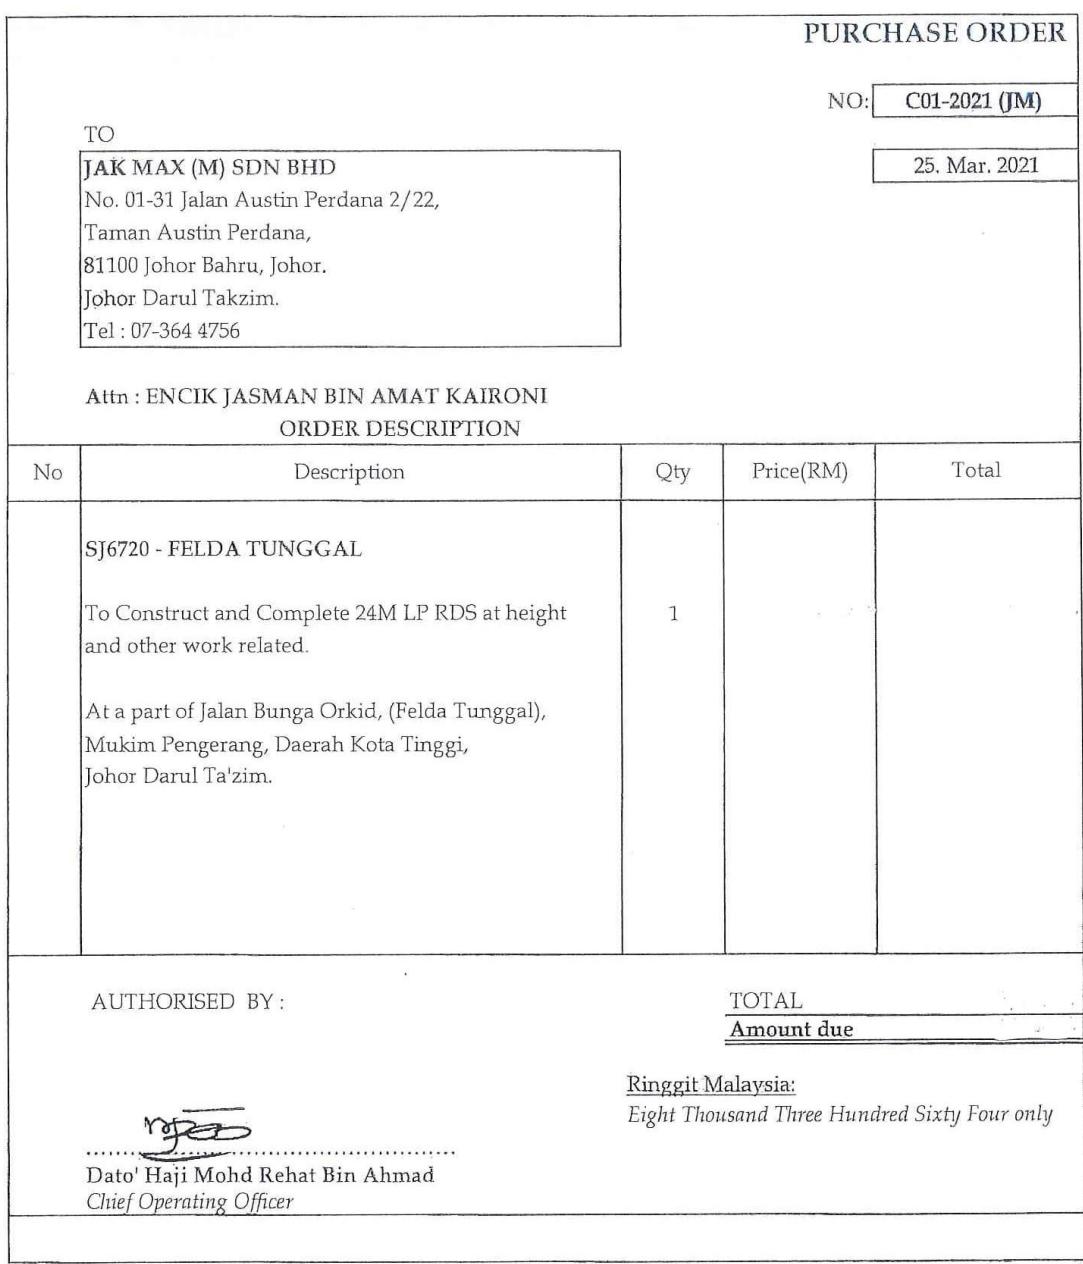 PURCHASE ORDER
NO: C01-2021 (JM)
TO
JAK MAX (M) SDN BHD
25. Mar. 2021
No. 01-31 Jalan Austin Perdana 2/22,
Taman Austin Perdana,
81100 Johor Bahru, Johor.
Johor Darul Takzim.
Tel : 07-364 4756
Attn : ENCIK JASMAN BIN AMAT KAIRONI
ORDER DESCRIPTION
No Description Qty Price(RM) Total
SJ6720 - FELDA TUNGGAL
To Construct and Complete 24M LP RDS at height 1
and other work related.
At a part of Jalan Bunga Orkid, (Felda Tunggal),
Mukim Pengerang, Daerah Kota Tinggi,
Johor Darul Ta'zim.
AUTHORISED BY : TOTAL
Amount due
Ringgit Malaysia:
Eight Thousand Three Hundred Sixty Four only
Dato' Haji Mohd Rehat Bin Ahmad
Chief Operating Officer